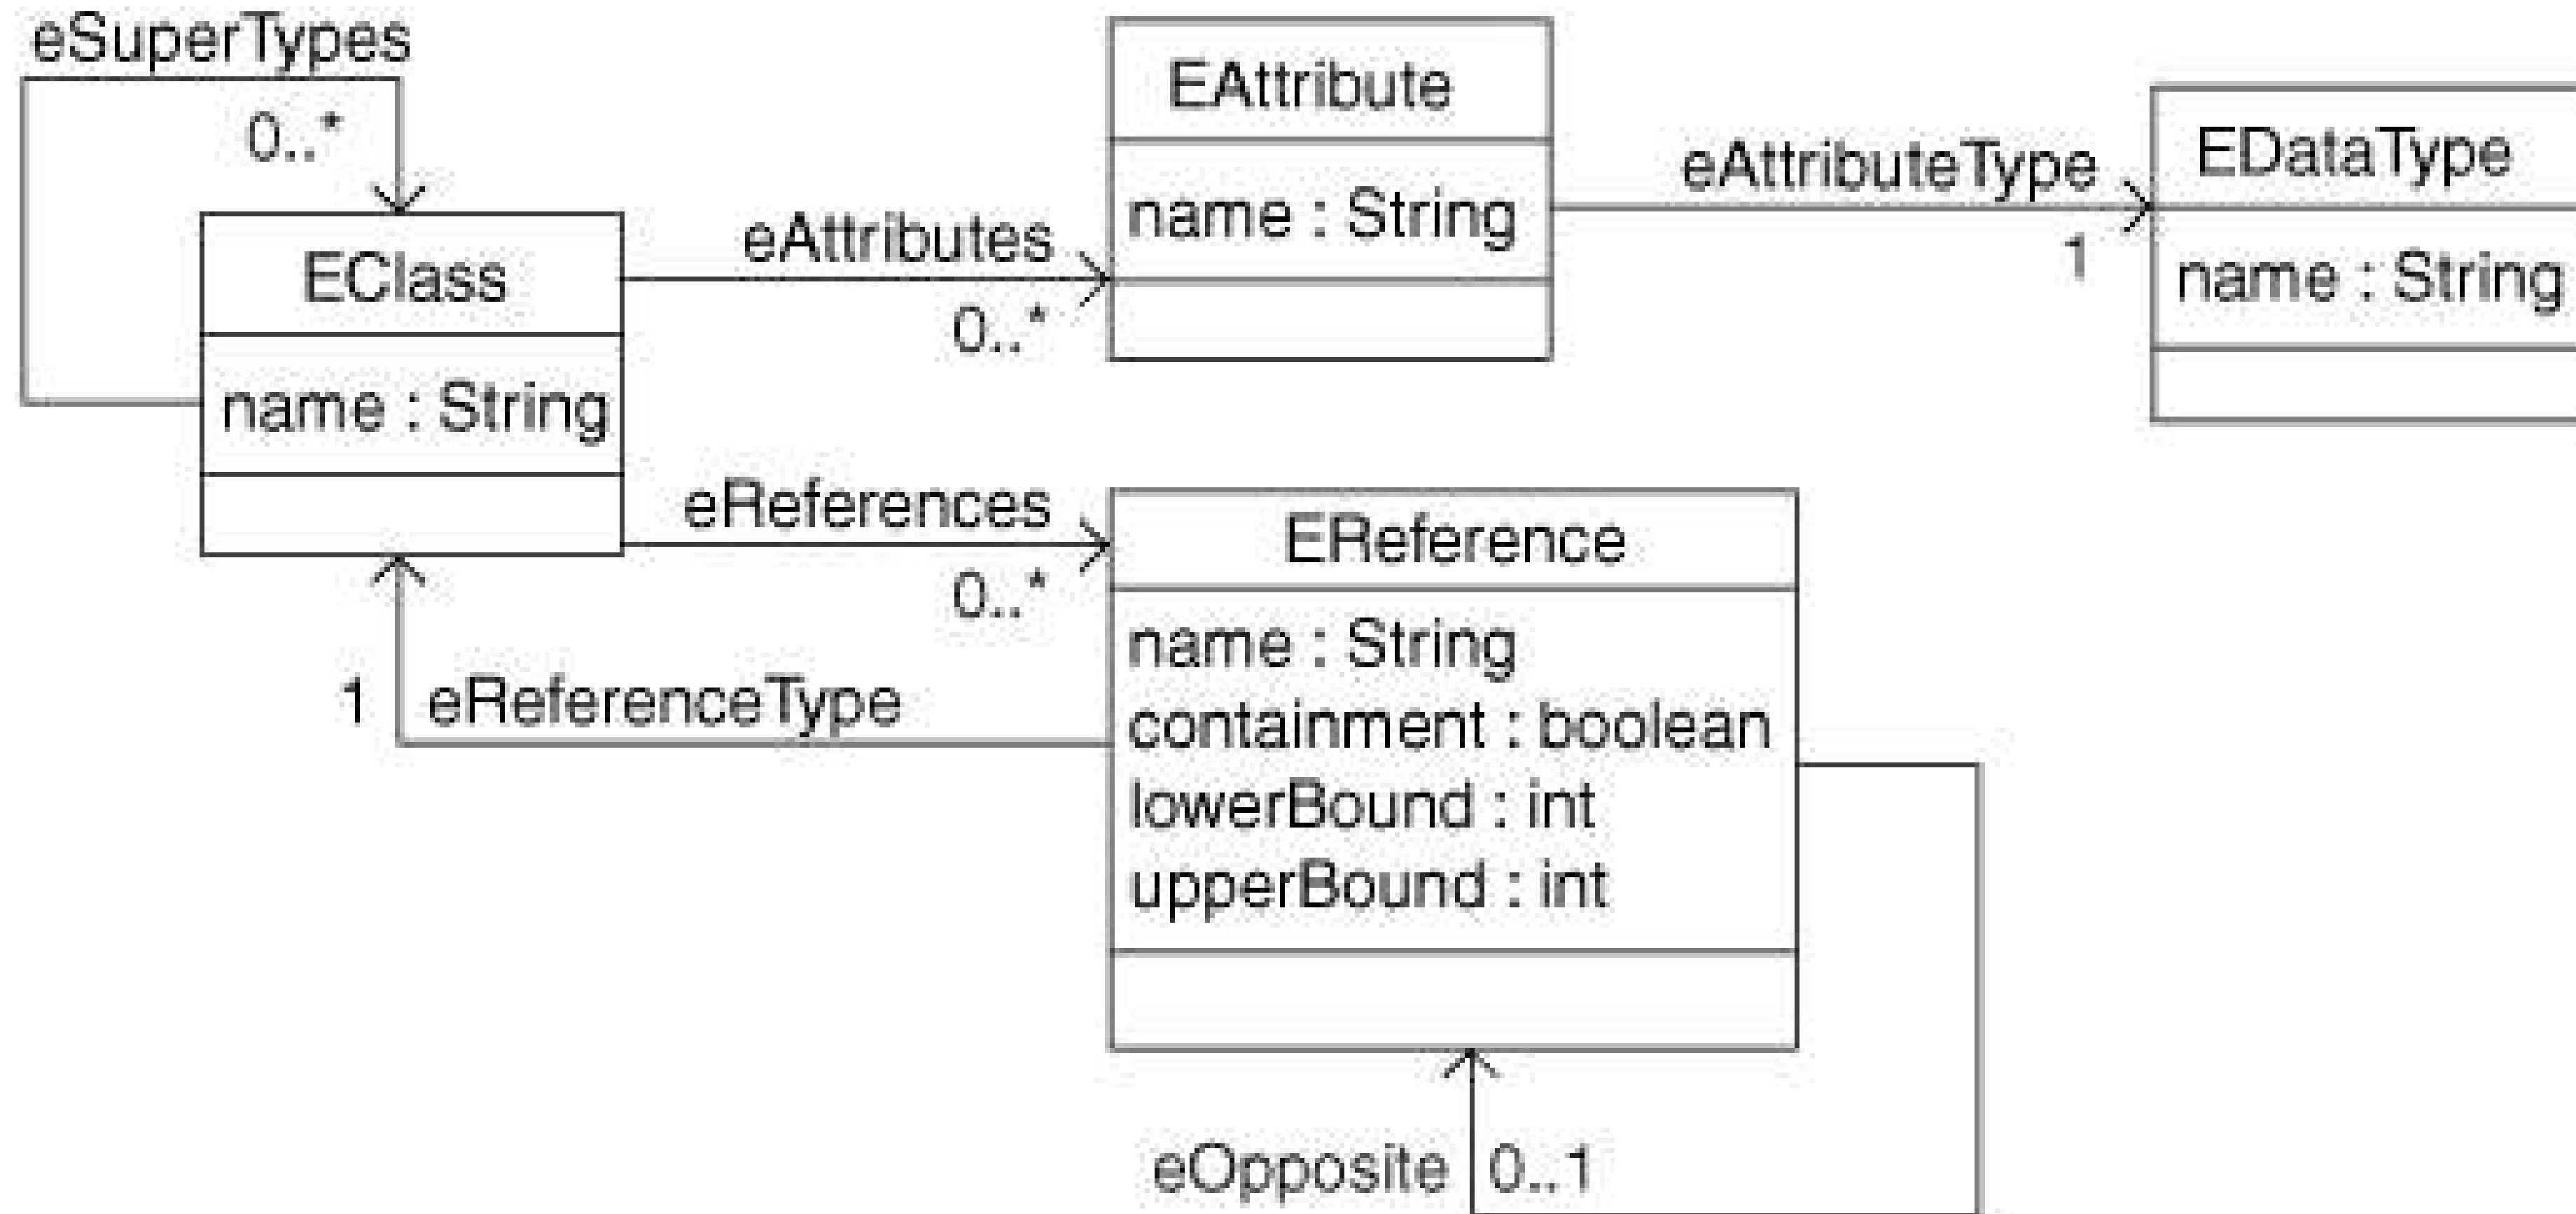 eSuperTypes
0..*
EClass
name : String
eAttributes
0..*
EAttribute
name : String
eAttributeType
1
EDataType
name : String
eReferences
0..*
1
eReferenceType
EReference
name : String
containment : boolean
lowerBound : int
upperBound : int
eOpposite
0..1